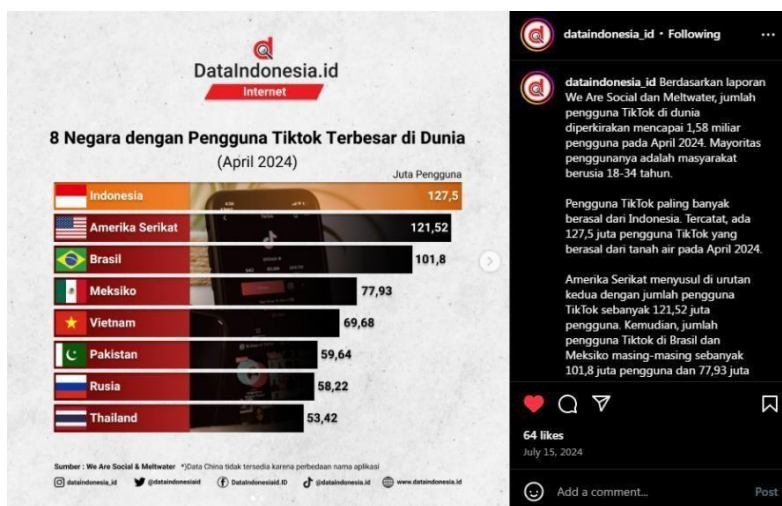 DataIndonesia.id
Internet
8 Negara dengan Pengguna Tiktok Terbesar di Dunia
(April 2024)
Juta Pengguna
Indonesia 127,5
Amerika Serikat 121,52
Brasil 101,8
Meksiko 77,93
Vietnam 69,68
Pakistan 59,64
Rusia 58,22
Thailand 53,42
Sumber : We Are Social & Meltwater *)Data China tidak tersedia karena perbedaan nama aplikasi
dataindonesia_id @dataindonesiaid DataIndonesiaid.ID @dataindonesia.id www.dataindonesia.id
dataindonesia_id • Following
dataindonesia_id Berdasarkan laporan
We Are Social dan Meltwater, jumlah
pengguna TikTok di dunia
diperkirakan mencapai 1,58 miliar
pengguna pada April 2024. Mayoritas
penggunanya adalah masyarakat
berusia 18-34 tahun.
Pengguna TikTok paling banyak
berasal dari Indonesia. Tercatat, ada
127,5 juta pengguna TikTok yang
berasal dari tanah air pada April 2024.
Amerika Serikat menyusul di urutan
kedua dengan jumlah pengguna
TikTok sebanyak 121,52 juta
pengguna. Kemudian, jumlah
pengguna Tiktok di Brasil dan
Meksiko masing-masing sebanyak
101,8 juta pengguna dan 77,93 juta
64 likes
July 15, 2024
Add a comment...
Post